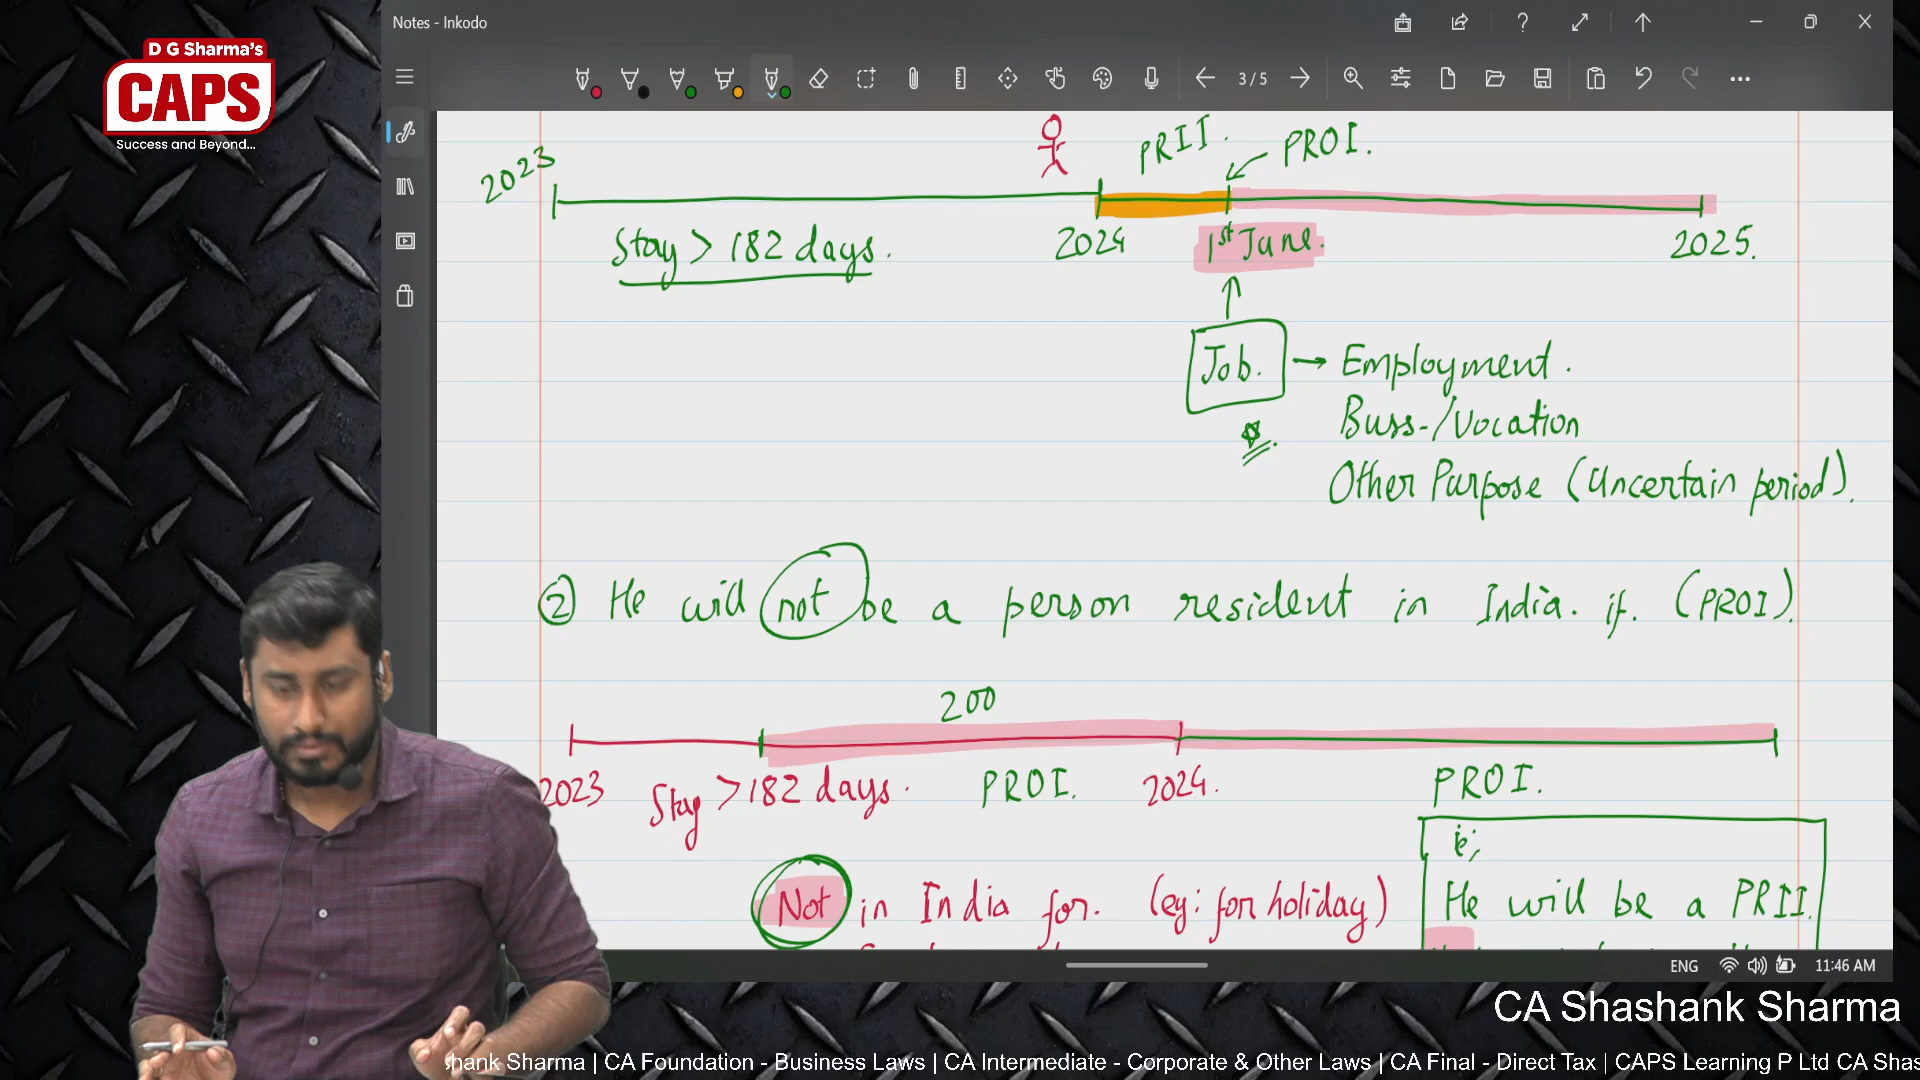 Notes - Inkodo
D G Sharma's
CAPS
Success and Beyond...
3 / 5
PRII.
PROI.
2023
Stay > 182 days.
2024
1st June.
2025.
Job.
Employment.
Buss-/Vocation
Other Purpose (Uncertain period).
② He will not be a person resident in India. if. (PROI).
200
2023
Stay >182 days.
PROI.
2024.
PROI.
ie;
Not in India for. (eg: for holiday)
He will be a PRII.
ENG
11:46 AM
CA Shashank Sharma
hank Sharma | CA Foundation - Business Laws | CA Intermediate - Corporate & Other Laws | CA Final - Direct Tax | CAPS Learning P Ltd CA Shas